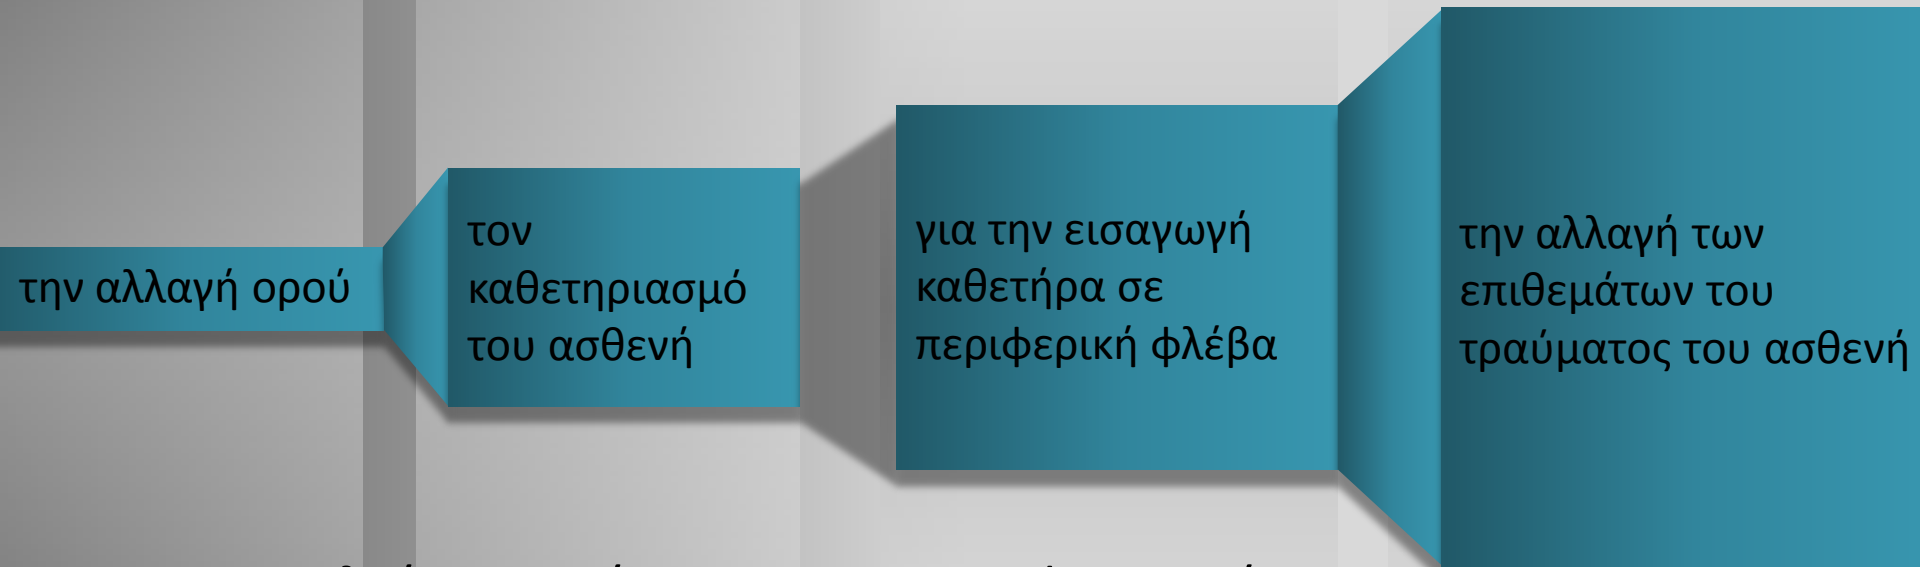 την αλλαγή ορού
τον
καθετηριασμό
του ασθενή
για την εισαγωγή
καθετήρα σε
περιφερική φλέβα
την αλλαγή των
επιθεμάτων του
τραύματος του ασθενή